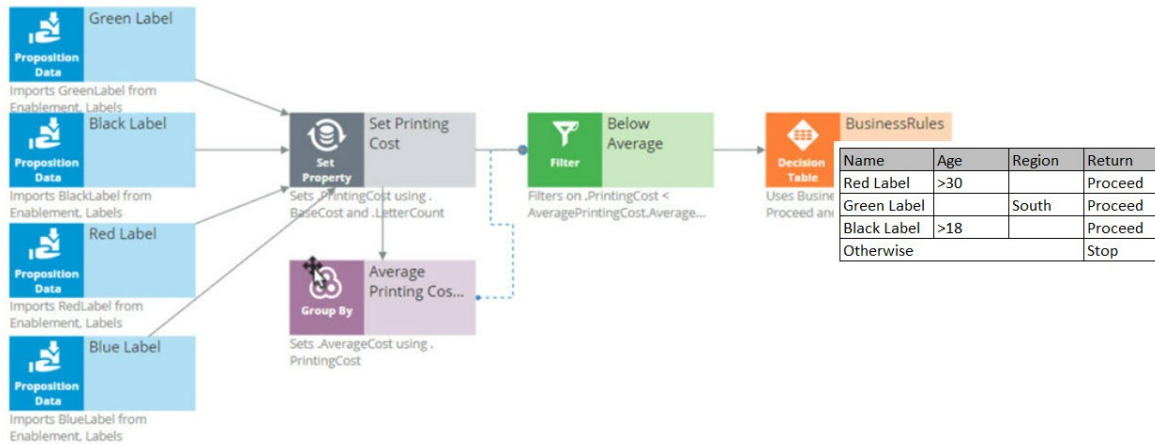 Green Label
Proposition
Data
Imports GreenLabel from
Enablement, Labels
Black Label
Proposition
Data
Imports BlackLabel from
Enablement, Labels
Red Label
Proposition
Data
Imports RedLabel from
Enablement, Labels
Blue Label
Proposition
Data
Imports BlueLabel from
Enablement, Labels
Set Printing
Cost
Set
Property
Sets .PrintingCost using .
BaseCost and .LetterCount
Average
Printing Cos...
Group By
Sets .AverageCost using .
PrintingCost
Below
Average
Filter
Filters on .PrintingCost <
AveragePrintingCost.Average...
BusinessRules
Decision
Table
Uses Busine
Proceed and
Name Age Region Return
Red Label >30 Proceed
Green Label South Proceed
Black Label >18 Proceed
Otherwise Stop